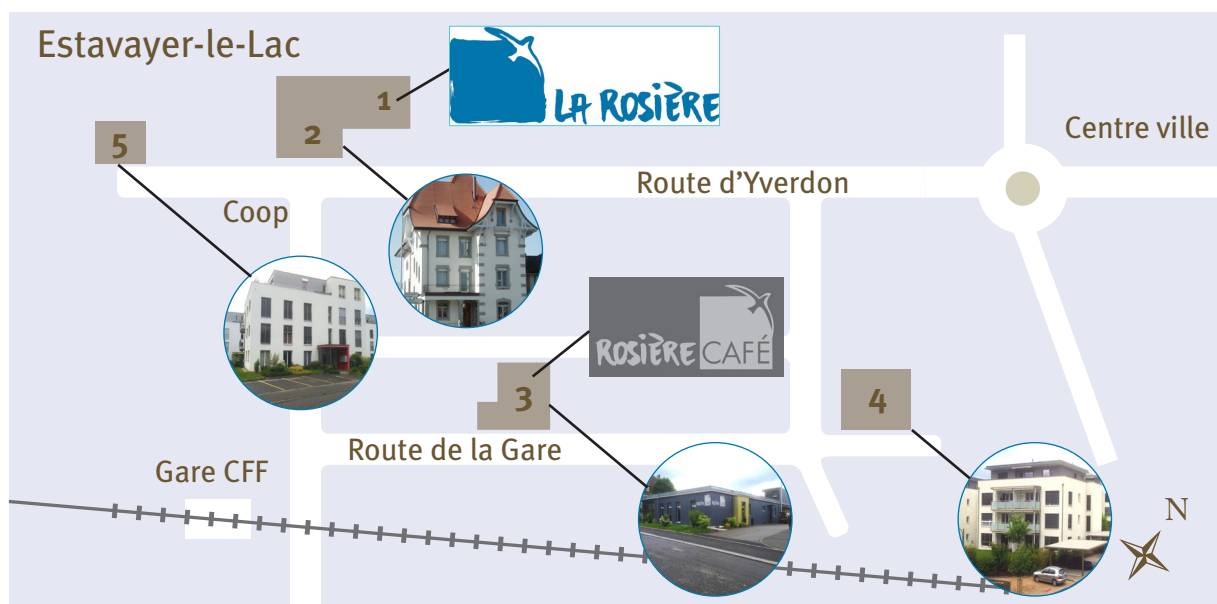 Estavayer-le-Lac
1
LA ROSIÈRE
2
5
Centre ville
Route d'Yverdon
Coop
ROSIÈRE CAFÉ
3
4
Route de la Gare
Gare CFF
N